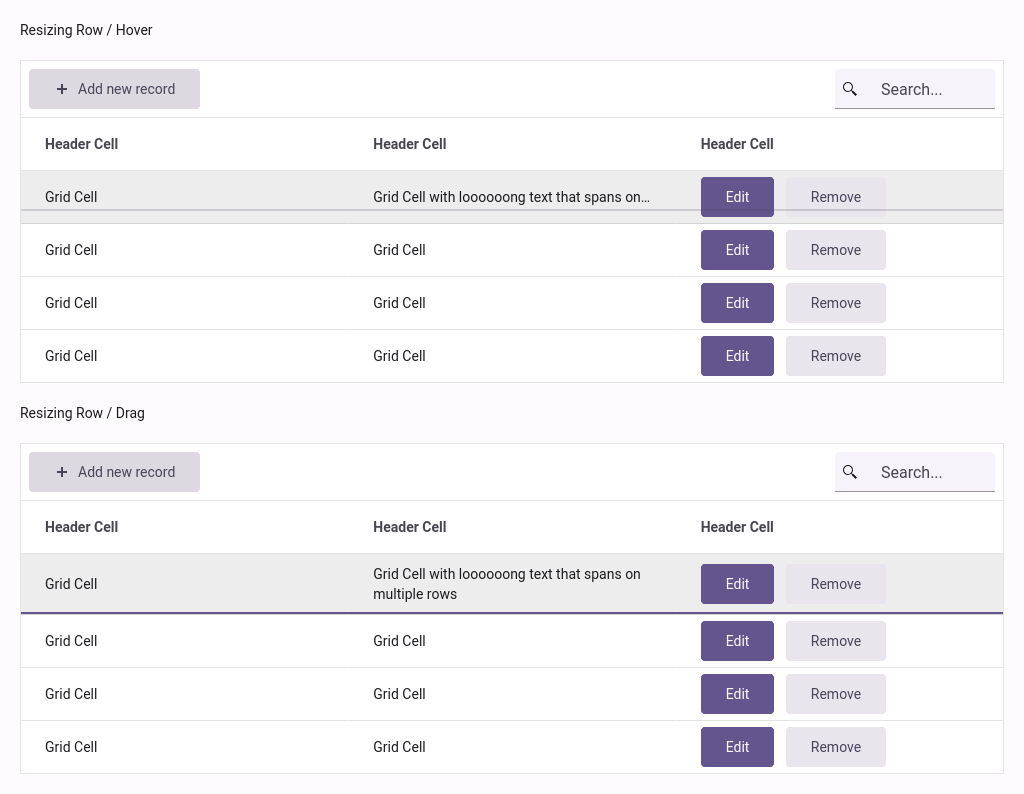 Resizing Row / Hover
Add new record
Search...
Header Cell Header Cell Header Cell
Grid Cell Grid Cell with loooooong text that spans on… Edit Remove
Grid Cell Grid Cell Edit Remove
Grid Cell Grid Cell Edit Remove
Grid Cell Grid Cell Edit Remove
Resizing Row / Drag
Add new record
Search...
Header Cell Header Cell Header Cell
Grid Cell Grid Cell with loooooong text that spans on
multiple rows Edit Remove
Grid Cell Grid Cell Edit Remove
Grid Cell Grid Cell Edit Remove
Grid Cell Grid Cell Edit Remove